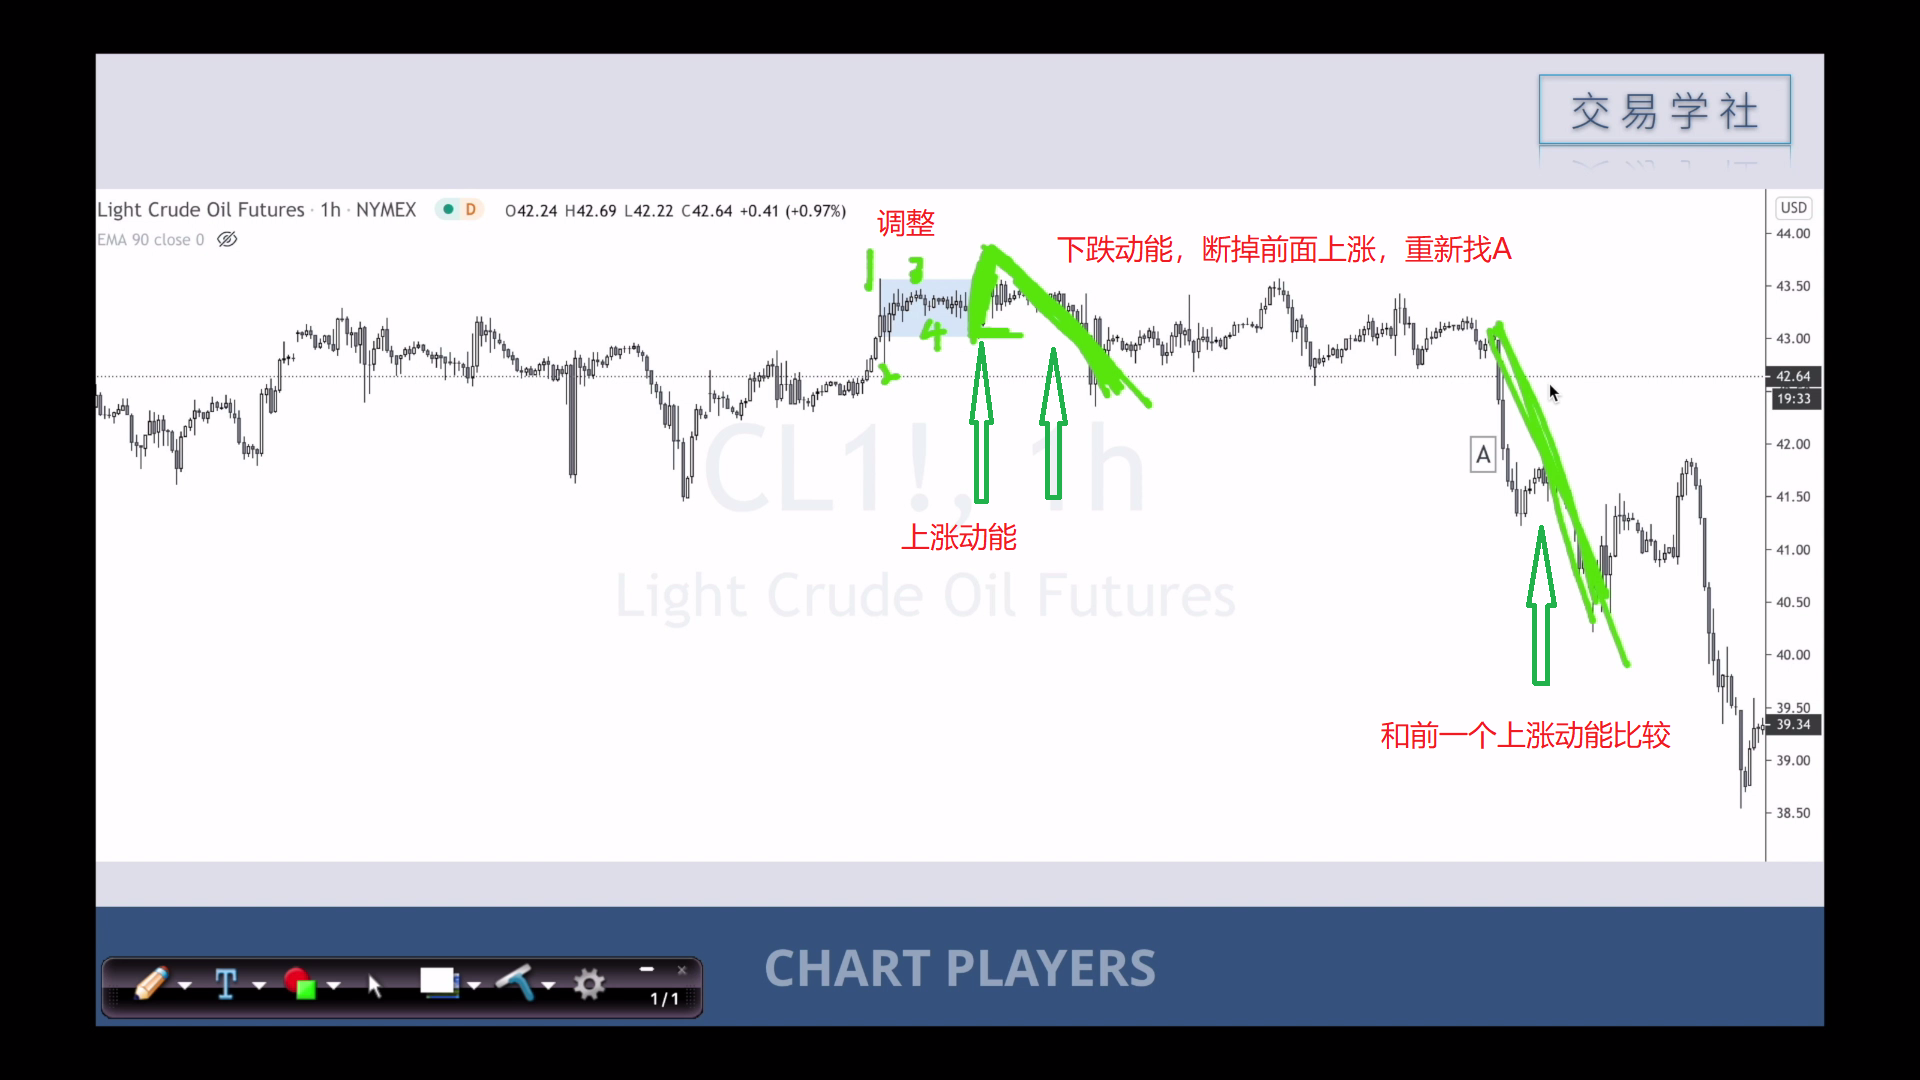 交易学社
Light Crude Oil Futures · 1h · NYMEX D O42.24 H42.69 L42.22 C42.64 +0.41 (+0.97%)
EMA 90 close 0
USD
调整
下跌动能，断掉前面上涨，重新找A
1
3
4
2
44.00
43.50
43.00
42.64
19:33
42.00
41.50
41.00
40.50
40.00
39.50
39.34
39.00
38.50
A
CL1!, 1h
Light Crude Oil Futures
上涨动能
和前一个上涨动能比较
CHART PLAYERS
T
1/1